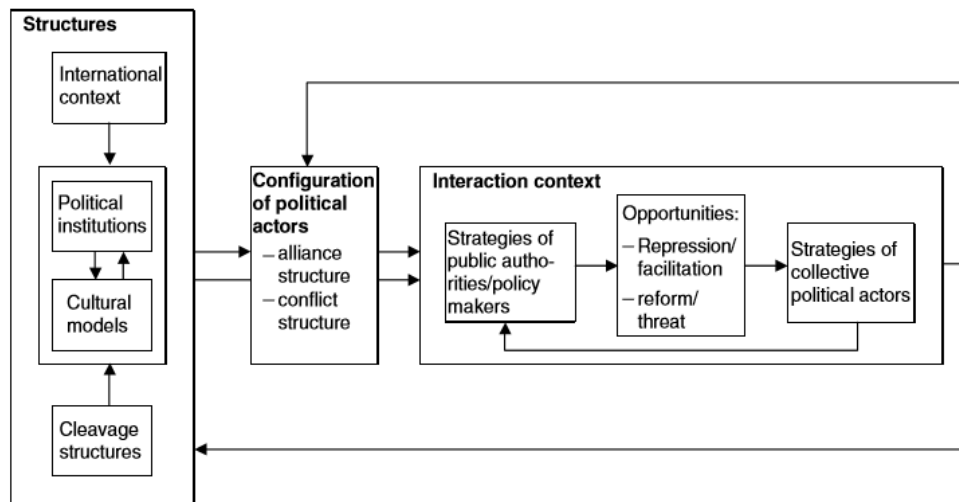 Structures
International
context
Political
institutions
Cultural
models
Cleavage
structures
Configuration
of political
actors
– alliance
structure
– conflict
structure
Interaction context
Strategies of
public autho-
rities/policy
makers
Opportunities:
– Repression/
facilitation
– reform/
threat
Strategies of
collective
political actors